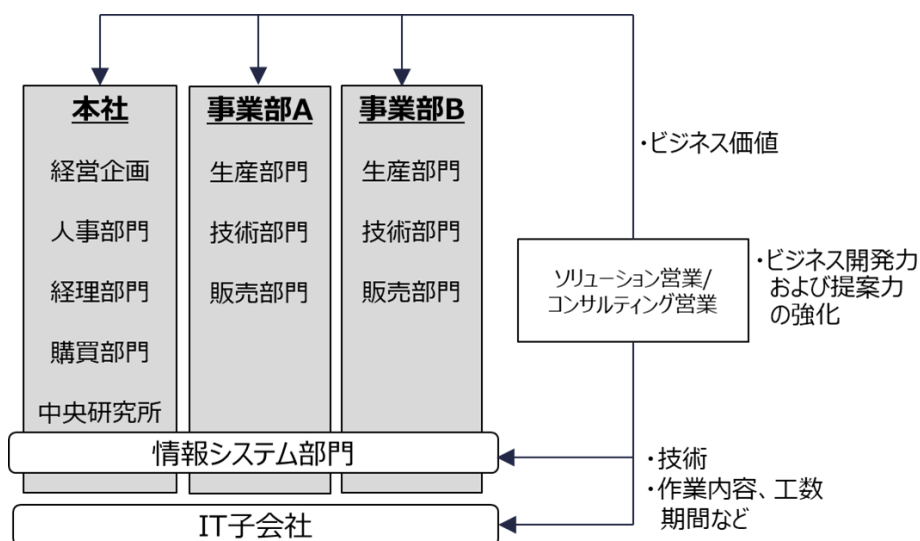 本社
経営企画
人事部門
経理部門
購買部門
中央研究所
事業部A
生産部門
技術部門
販売部門
事業部B
生産部門
技術部門
販売部門
情報システム部門
IT子会社
・ビジネス価値
ソリューション営業/
コンサルティング営業
・ビジネス開発力
および提案力
の強化
・技術
・作業内容、工数
期間など